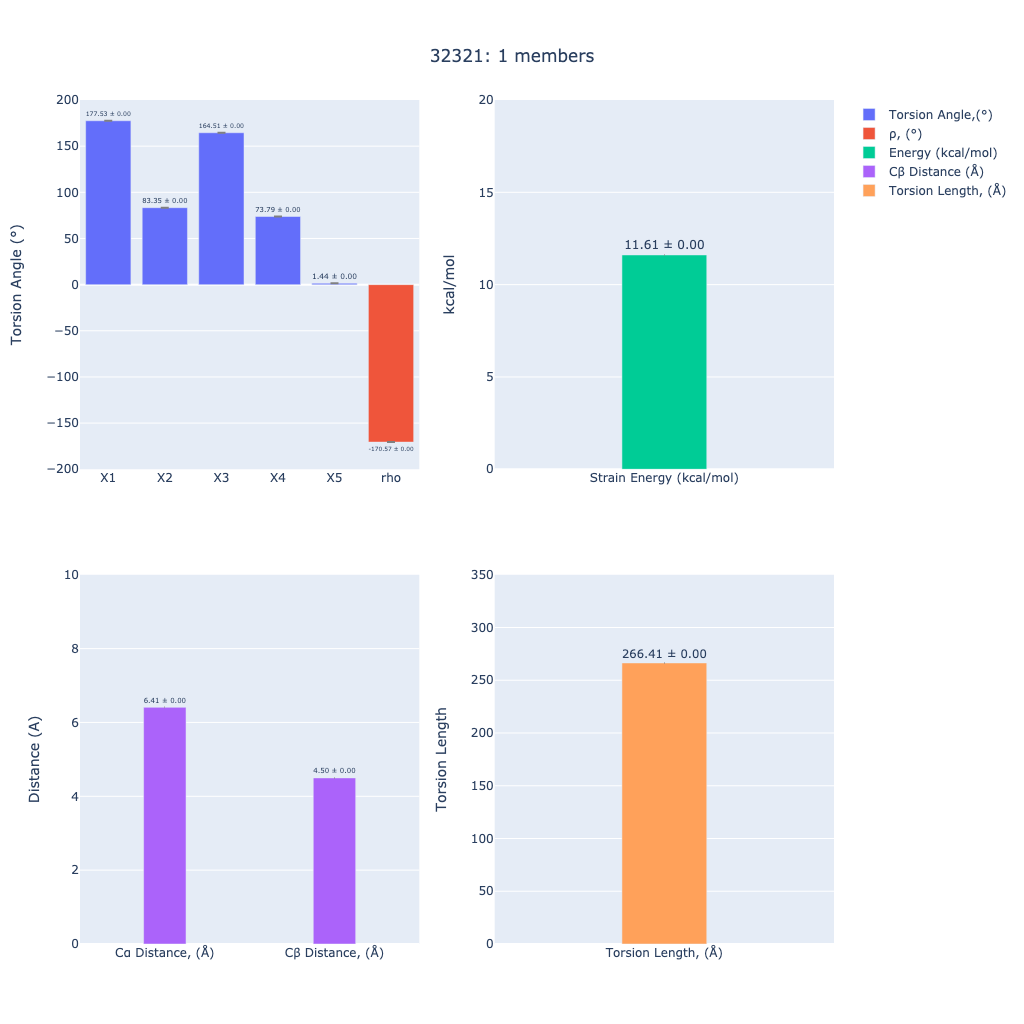 32321: 1 members
Torsion Angle (°)
200
150
100
50
0
−50
−100
−150
−200
177.53 ± 0.00
83.35 ± 0.00
164.51 ± 0.00
73.79 ± 0.00
1.44 ± 0.00
-170.57 ± 0.00
X1 X2 X3 X4 X5 rho
kcal/mol
20
15
10
5
0
11.61 ± 0.00
Strain Energy (kcal/mol)
Torsion Angle,(°)
ρ, (°)
Energy (kcal/mol)
Cβ Distance (Å)
Torsion Length, (Å)
Distance (A)
10
8
6
4
2
0
6.41 ± 0.00
4.50 ± 0.00
Cα Distance, (Å) Cβ Distance, (Å)
Torsion Length
350
300
250
200
150
100
50
0
266.41 ± 0.00
Torsion Length, (Å)